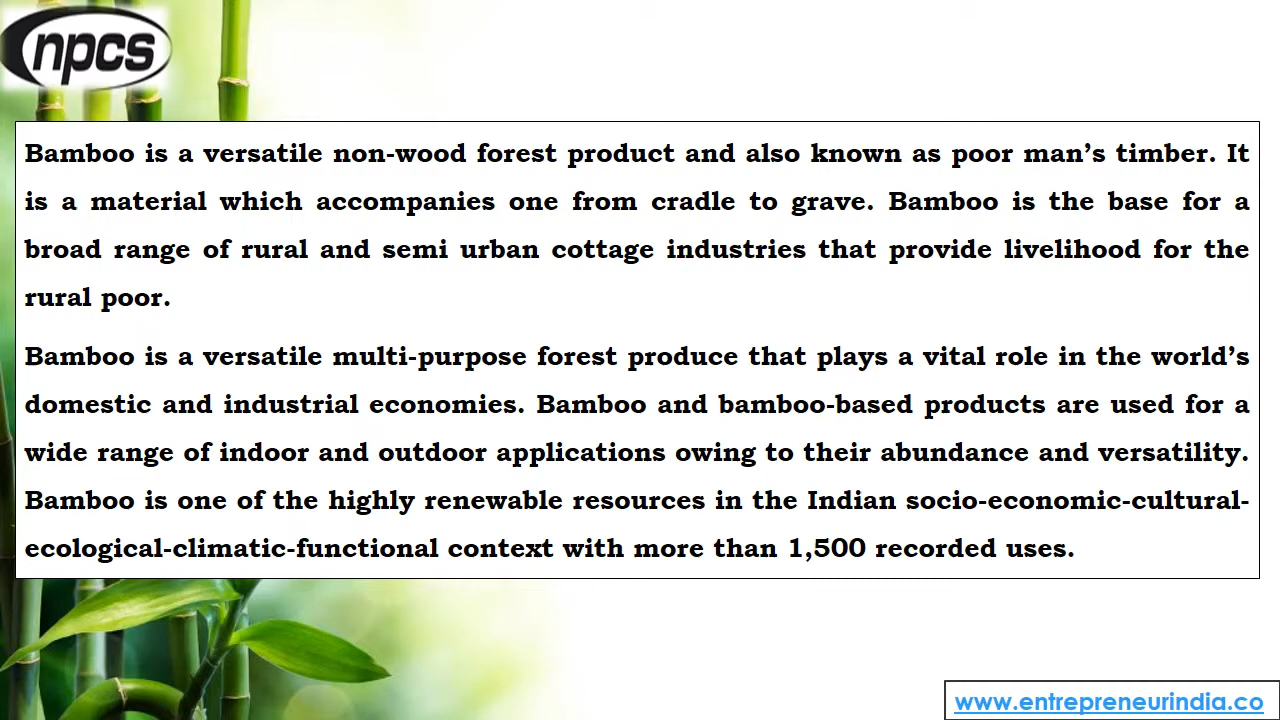 npcs
Bamboo is a versatile non-wood forest product and also known as poor man’s timber. It
is a material which accompanies one from cradle to grave. Bamboo is the base for a
broad range of rural and semi urban cottage industries that provide livelihood for the
rural poor.
Bamboo is a versatile multi-purpose forest produce that plays a vital role in the world’s
domestic and industrial economies. Bamboo and bamboo-based products are used for a
wide range of indoor and outdoor applications owing to their abundance and versatility.
Bamboo is one of the highly renewable resources in the Indian socio-economic-cultural-
ecological-climatic-functional context with more than 1,500 recorded uses.
www.entrepreneurindia.co